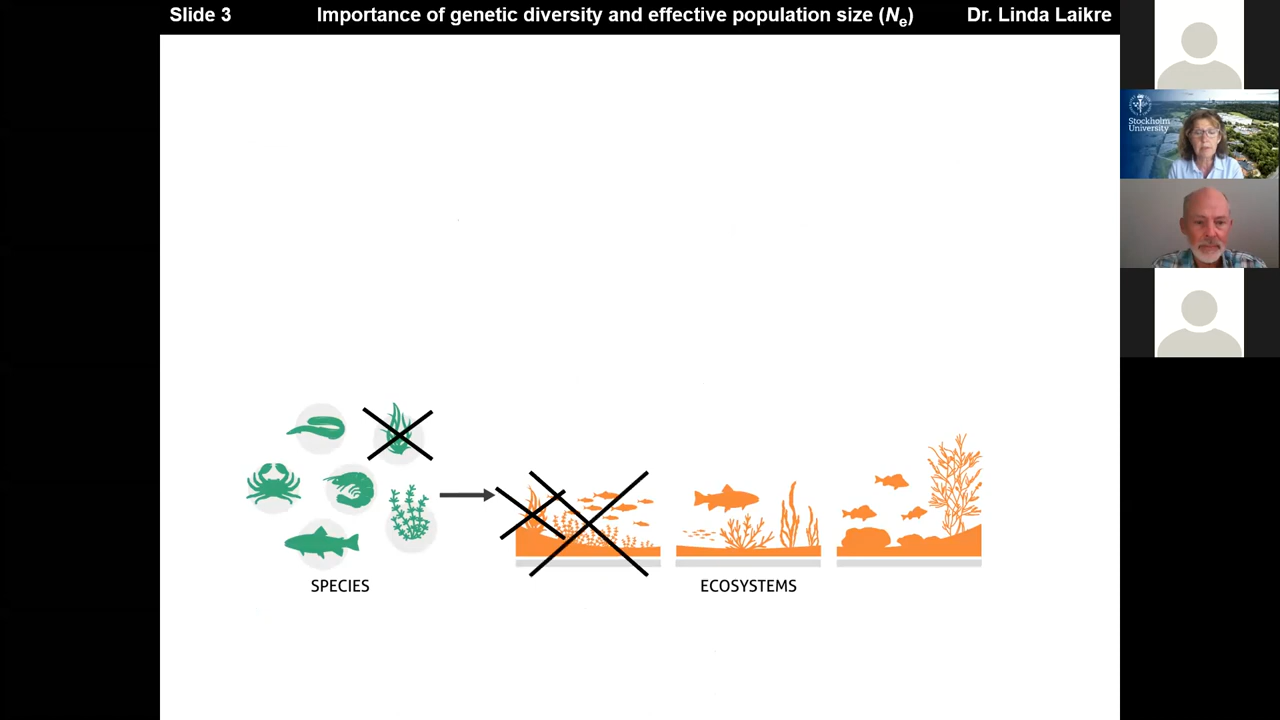 Slide 3 Importance of genetic diversity and effective population size (Ne) Dr. Linda Laikre
Stockholm
University
SPECIES
ECOSYSTEMS